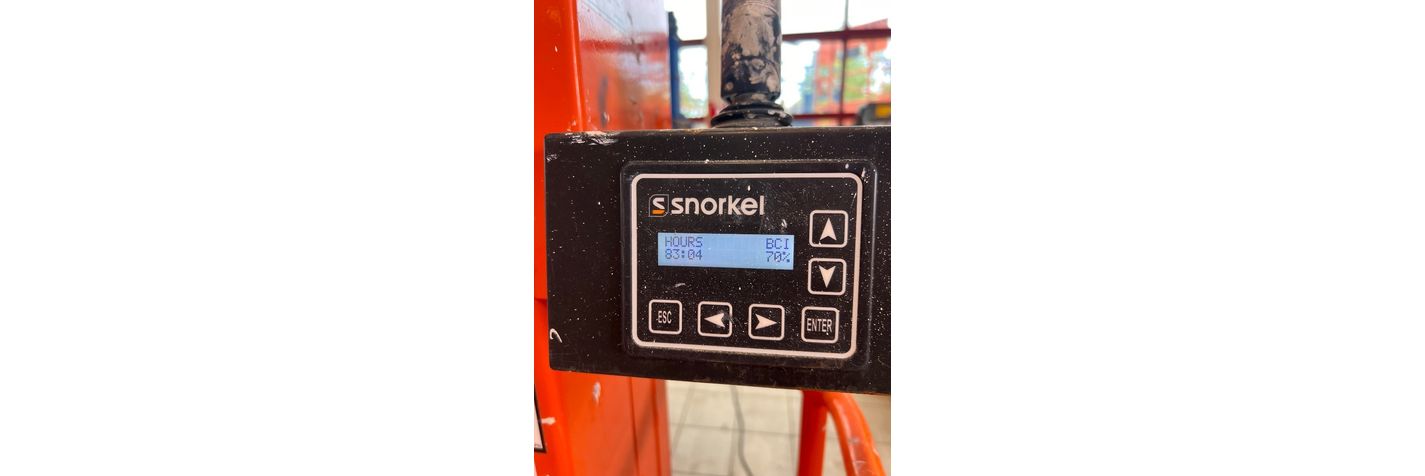 snorkel
HOURS BCI
83:04 70%
ESC
ENTER